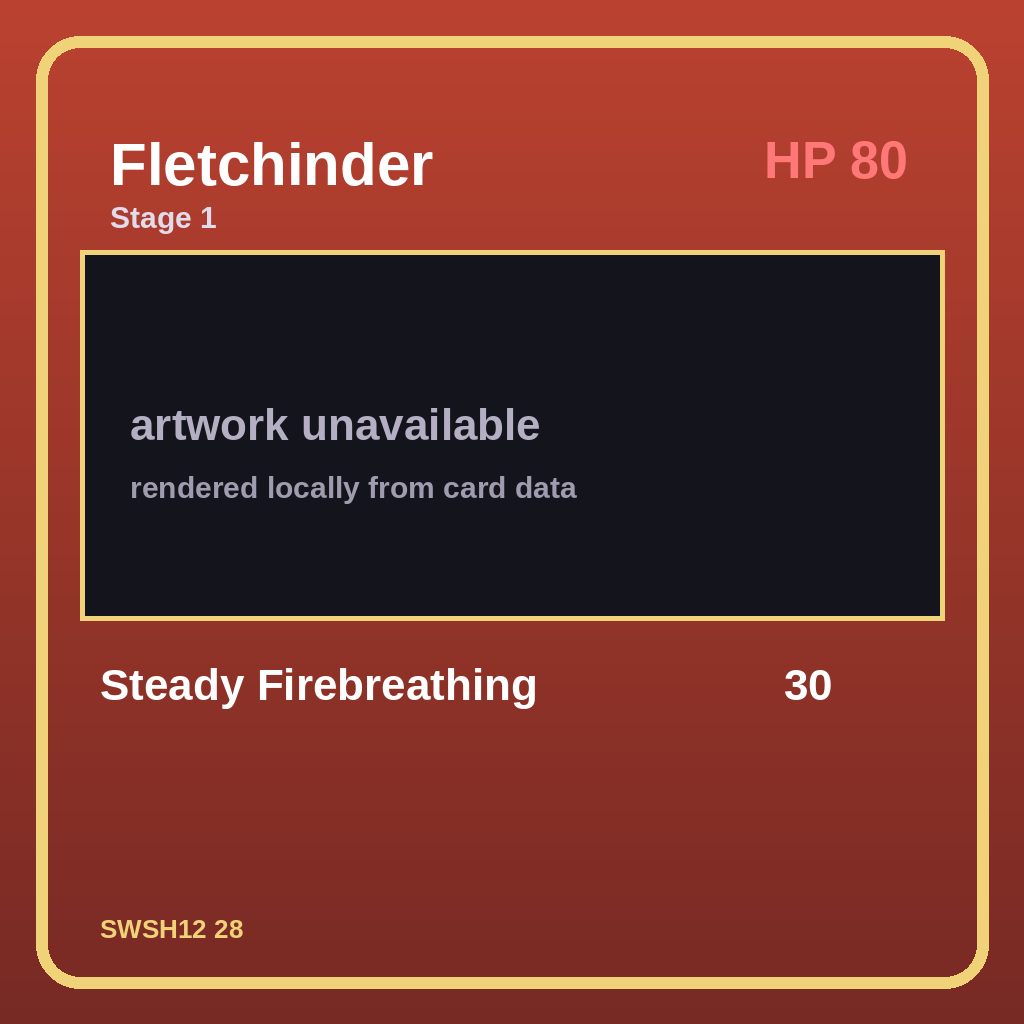 Fletchinder
HP 80
Stage 1
artwork unavailable
rendered locally from card data
Steady Firebreathing
30
SWSH12 28